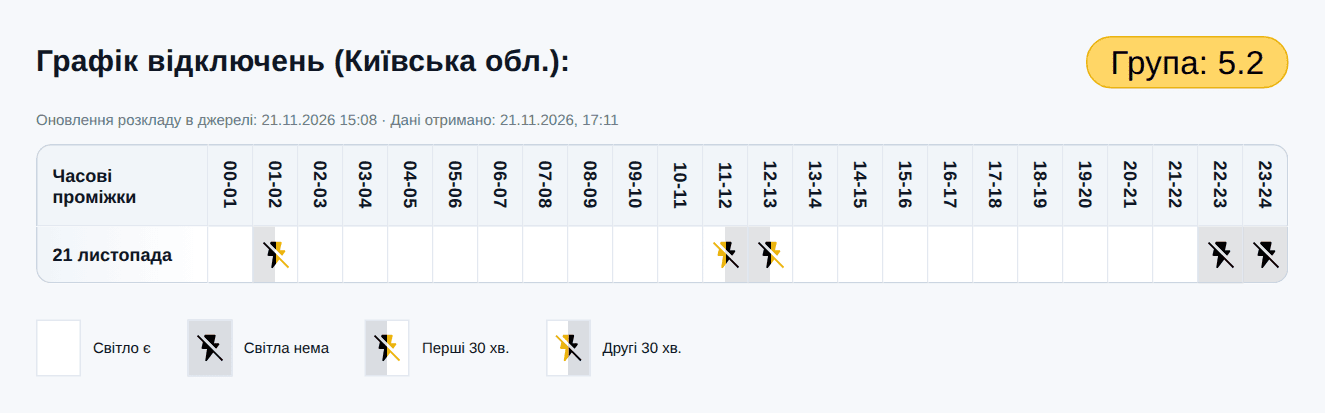 Графік відключень (Київська обл.):
Група: 5.2
Оновлення розкладу в джерелі: 21.11.2026 15:08 · Дані отримано: 21.11.2026, 17:11
Часові
проміжки
00-01
01-02
02-03
03-04
04-05
05-06
06-07
07-08
08-09
09-10
10-11
11-12
12-13
13-14
14-15
15-16
16-17
17-18
18-19
19-20
20-21
21-22
22-23
23-24
21 листопада
Світло є
Світла нема
Перші 30 хв.
Другі 30 хв.